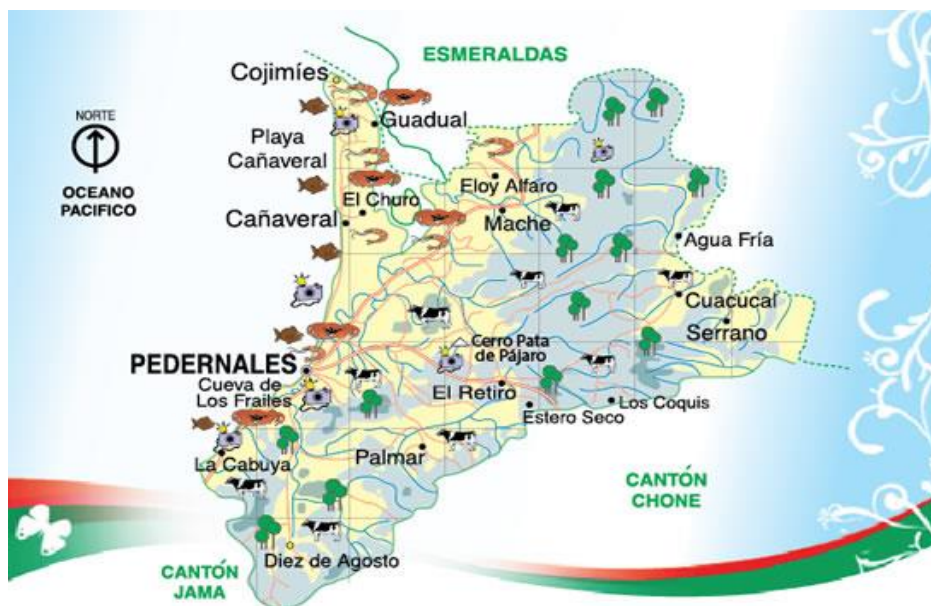 ESMERALDAS
Cojimíes
NORTE
Guadual
Playa
Cañaveral
OCEANO
PACIFICO
Eloy Alfaro
El Churo
Cañaveral
Mache
Agua Fría
Cuacucal
Serrano
Cerro Pata
de Pájaro
PEDERNALES
Cueva de
Los Frailes
El Retiro
Estero Seco
Los Coquis
La Cabuya
Palmar
CANTÓN
CHONE
Diez de Agosto
CANTÓN
JAMA